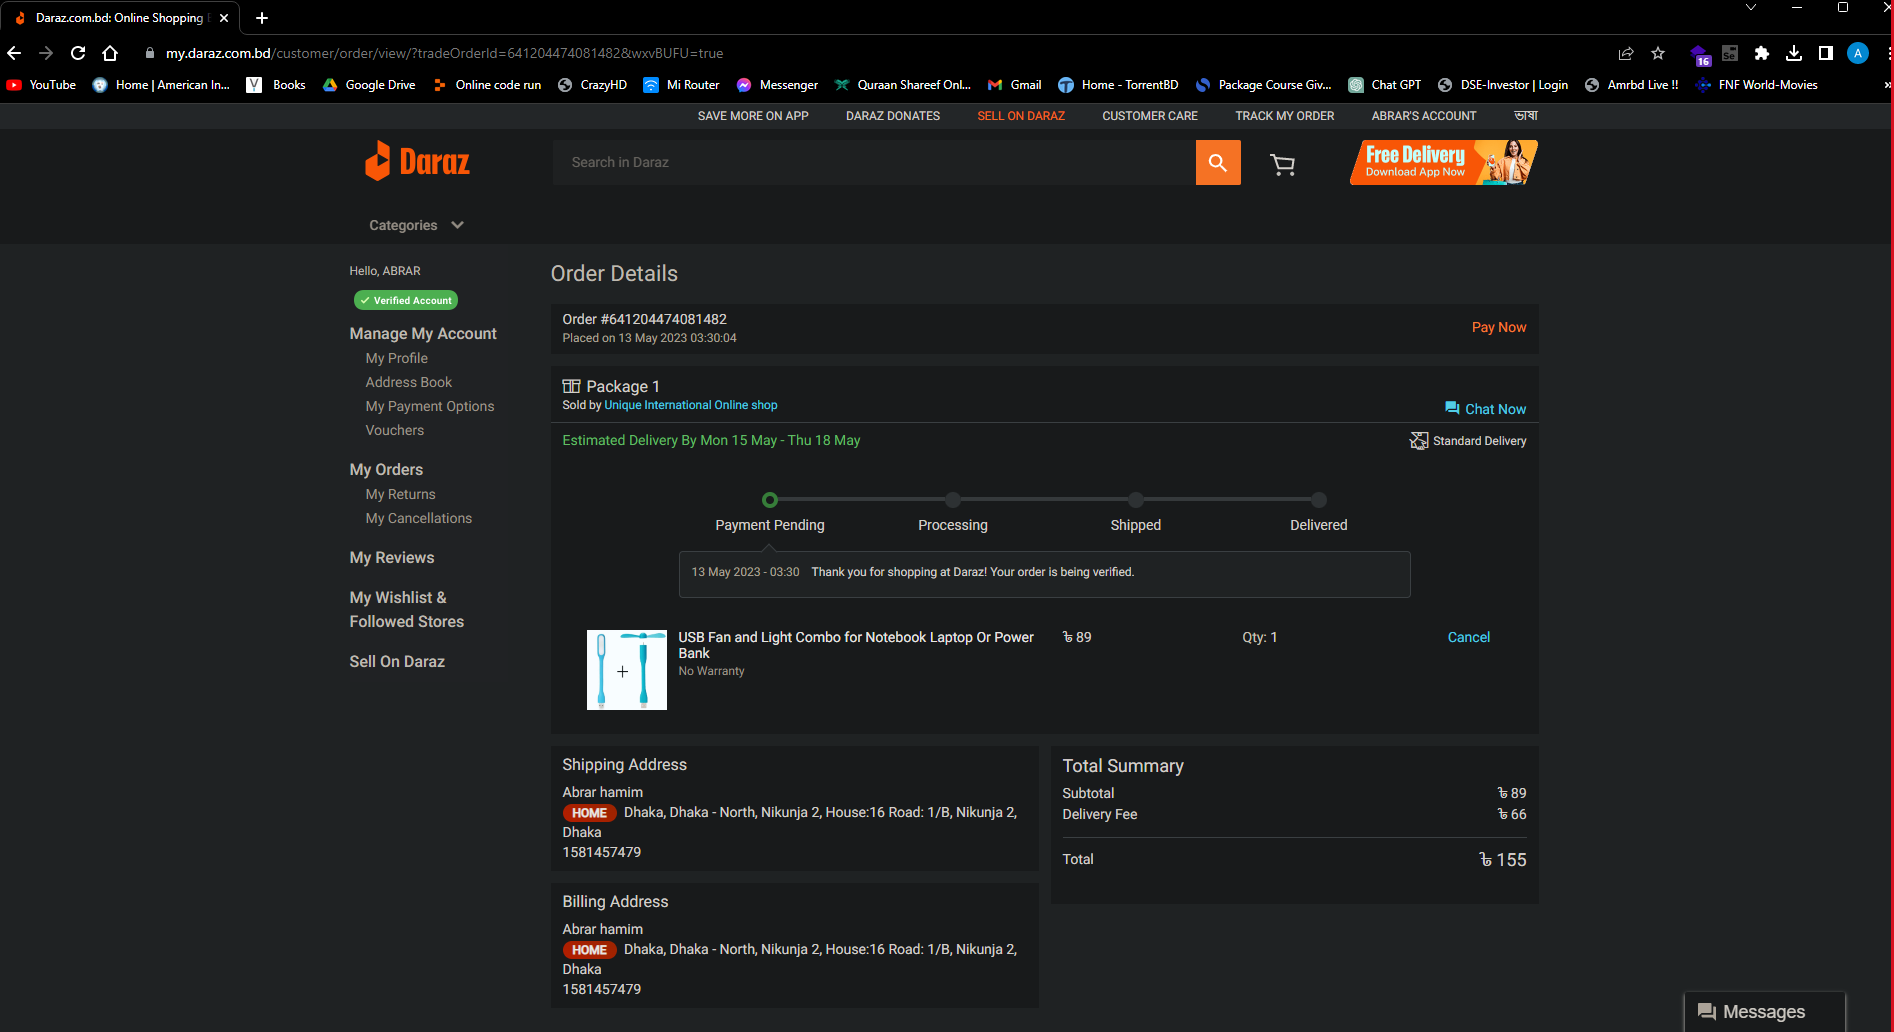 Daraz.com.bd: Online Shopping
my.daraz.com.bd/customer/order/view/?tradeOrderId=641204474081482&wxvBUFU=true
16
Se
A
YouTube
Home | American In...
Y
Books
Google Drive
Online code run
CrazyHD
Mi Router
Messenger
Quraan Shareef Onl...
Gmail
Home - TorrentBD
Package Course Giv...
Chat GPT
DSE-Investor | Login
Amrbd Live !!
FNF World-Movies
»
SAVE MORE ON APP
DARAZ DONATES
SELL ON DARAZ
CUSTOMER CARE
TRACK MY ORDER
ABRAR'S ACCOUNT
ভাষা
Daraz
Search in Daraz
Free Delivery
Download App Now
Categories
Hello, ABRAR
Verified Account
Manage My Account
My Profile
Address Book
My Payment Options
Vouchers
My Orders
My Returns
My Cancellations
My Reviews
My Wishlist &
Followed Stores
Sell On Daraz
Order Details
Order #641204474081482
Placed on 13 May 2023 03:30:04
Pay Now
Package 1
Sold by Unique International Online shop
Chat Now
Estimated Delivery By Mon 15 May - Thu 18 May
Standard Delivery
Payment Pending
Processing
Shipped
Delivered
13 May 2023 - 03:30 Thank you for shopping at Daraz! Your order is being verified.
+
USB Fan and Light Combo for Notebook Laptop Or Power
Bank
No Warranty
৳ 89
Qty: 1
Cancel
Shipping Address
Abrar hamim
HOME Dhaka, Dhaka - North, Nikunja 2, House:16 Road: 1/B, Nikunja 2,
Dhaka
1581457479
Billing Address
Abrar hamim
HOME Dhaka, Dhaka - North, Nikunja 2, House:16 Road: 1/B, Nikunja 2,
Dhaka
1581457479
Total Summary
Subtotal ৳ 89
Delivery Fee ৳ 66
Total ৳ 155
Messages